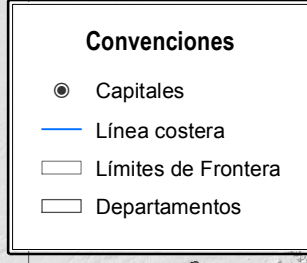 Convenciones
Capitales
Línea costera
Límites de Frontera
Departamentos